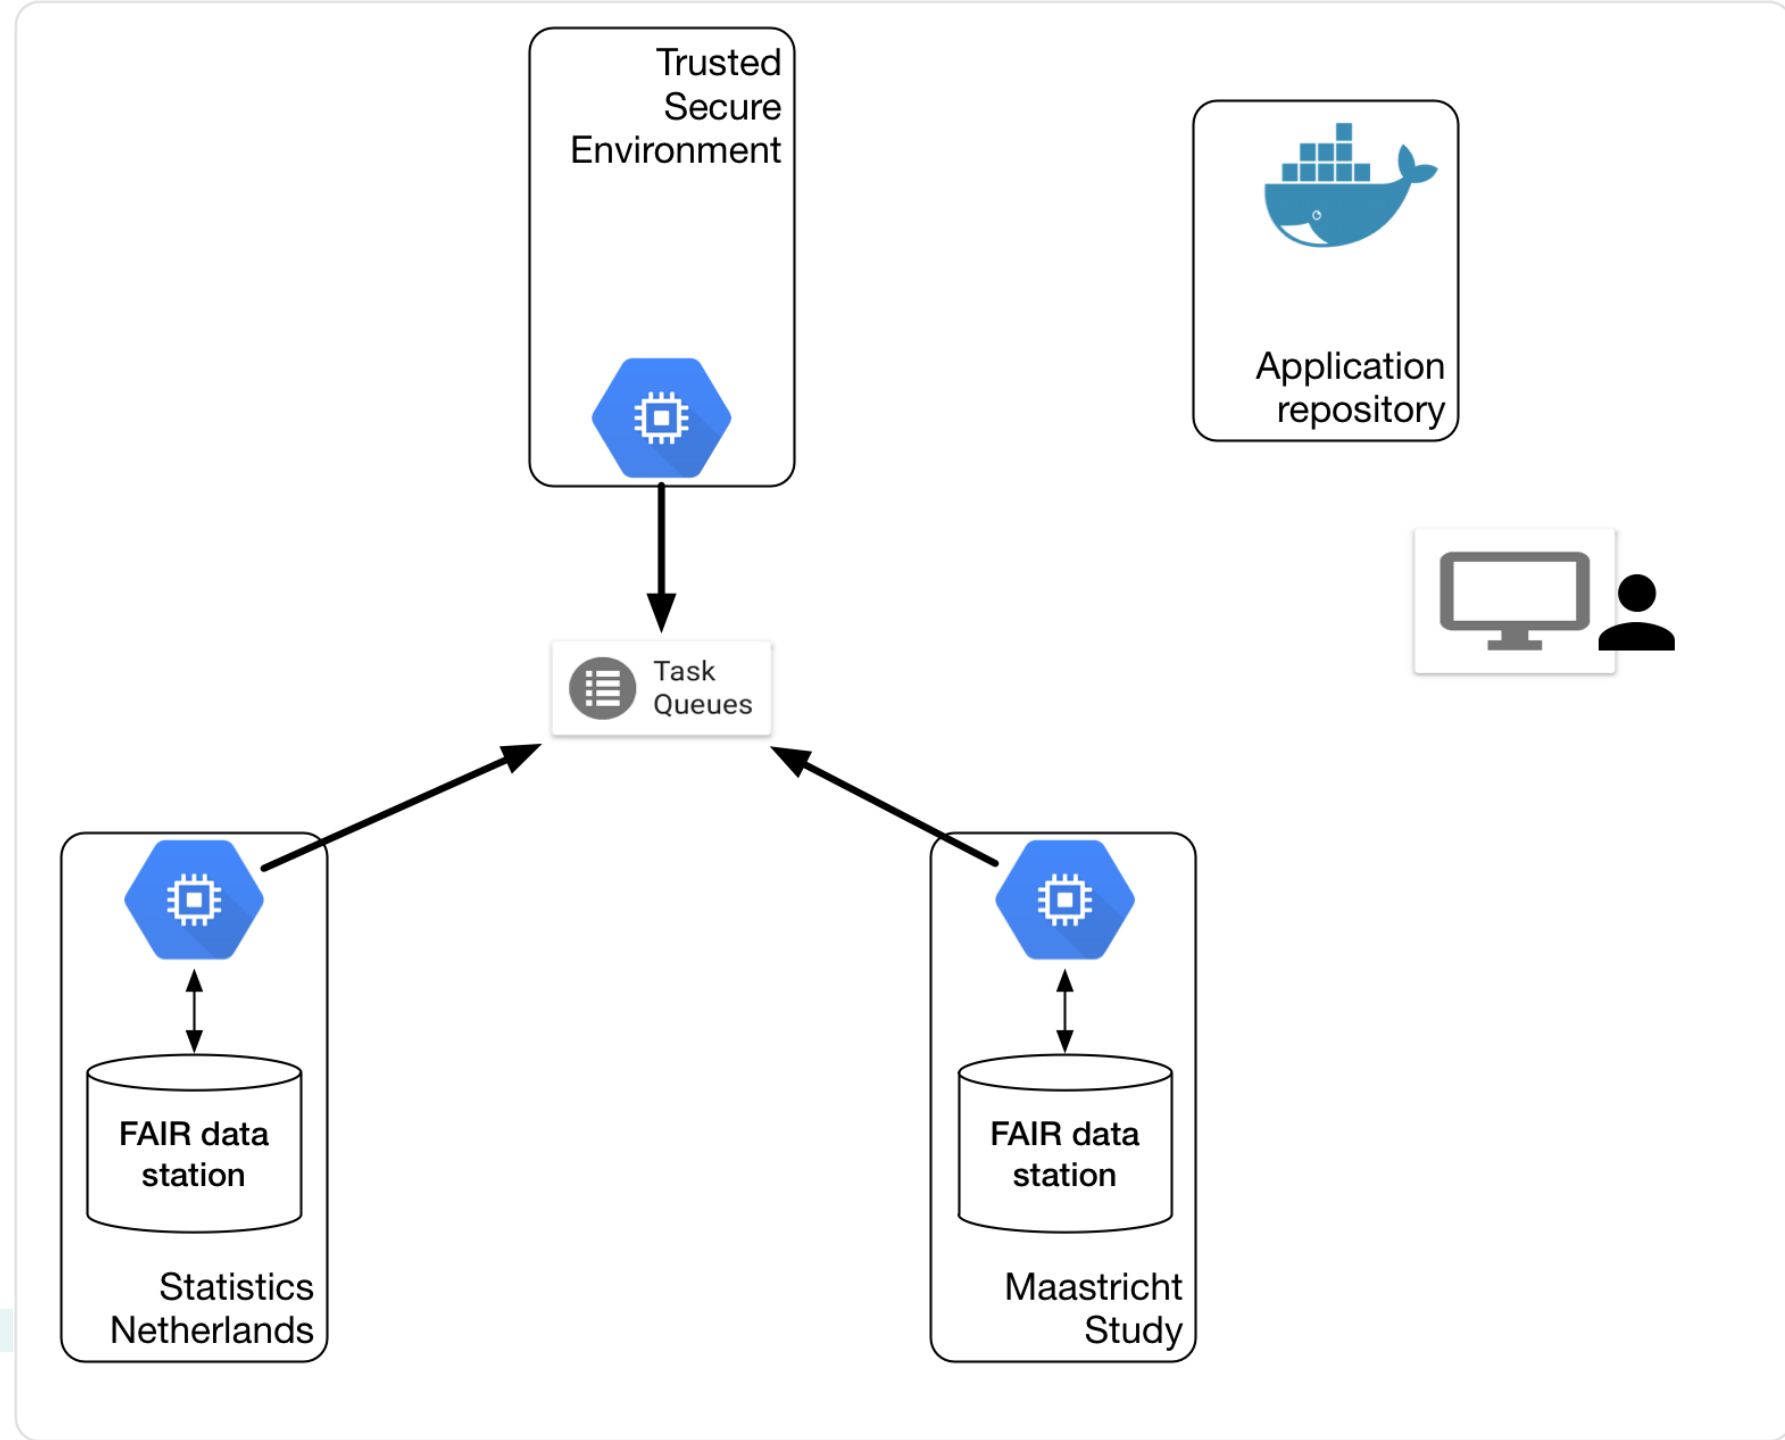 Trusted
Secure
Environment
Application
repository
Task
Queues
FAIR data
station
Statistics
Netherlands
FAIR data
station
Maastricht
Study